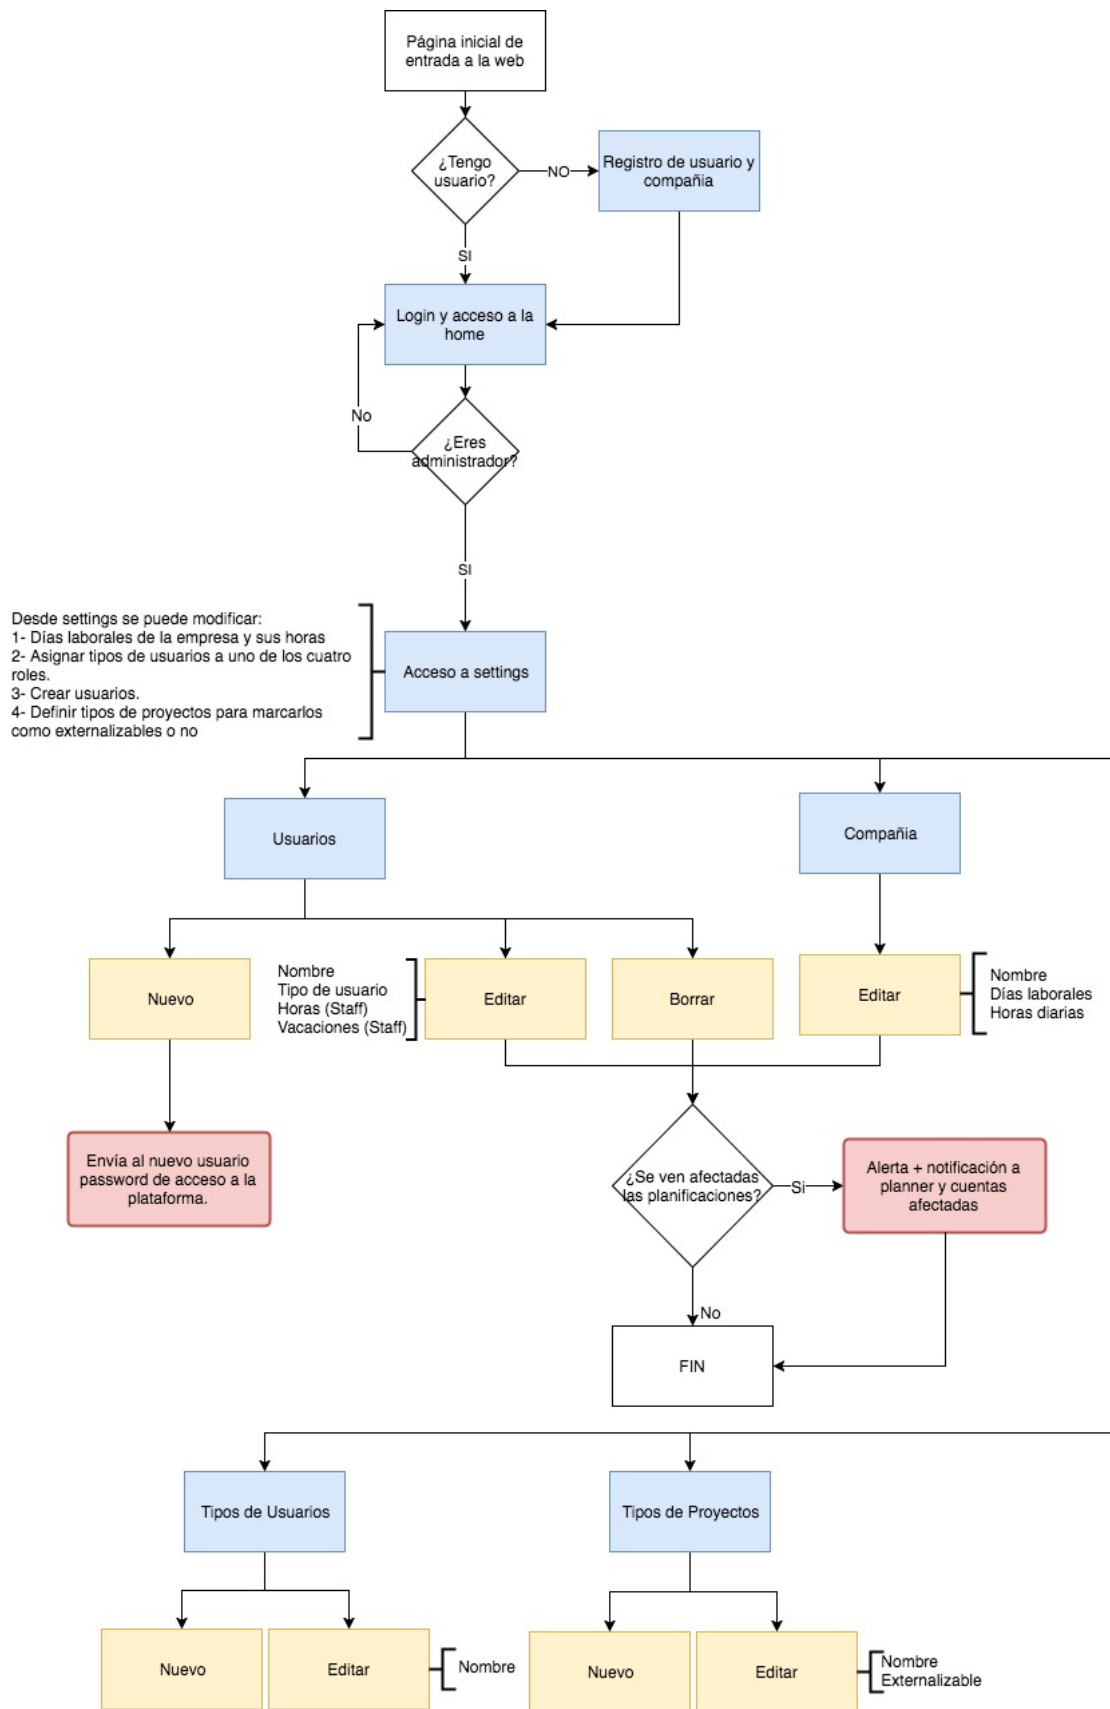 Página inicial de
entrada a la web
¿Tengo
usuario?
NO
Registro de usuario y
compañia
SI
Login y acceso a la
home
No
¿Eres
administrador?
SI
Desde settings se puede modificar:
1- Días laborales de la empresa y sus horas
2- Asignar tipos de usuarios a uno de los cuatro
roles.
3- Crear usuarios.
4- Definir tipos de proyectos para marcarlos
como externalizables o no
Acceso a settings
Usuarios
Compañia
Nuevo
Nombre
Tipo de usuario
Horas (Staff)
Vacaciones (Staff)
Editar
Borrar
Editar
Nombre
Días laborales
Horas diarias
Envía al nuevo usuario
password de acceso a la
plataforma.
¿Se ven afectadas
las planificaciones?
Si
Alerta + notificación a
planner y cuentas
afectadas
No
FIN
Tipos de Usuarios
Tipos de Proyectos
Nuevo
Editar
Nombre
Nuevo
Editar
Nombre
Externalizable